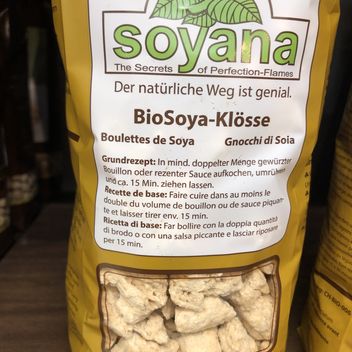 soyana
The Secrets of Perfection-Flames
Der natürliche Weg ist genial.
BioSoya-Klösse
Boulettes de Soya Gnocchi di Soia
Grundrezept: In mind. doppelter Menge gewürzter
Bouillon oder rezenter Sauce aufkochen, umrühren
und ca. 15 Min. ziehen lassen.
Recette de base: Faire cuire dans au moins le
double du volume de bouillon ou de sauce piquan-
te et laisser tirer env. 15 min.
Ricetta di base: Far bollire con la doppia quantità
di brodo o con una salsa piccante e lasciar riposare
per 15 min.